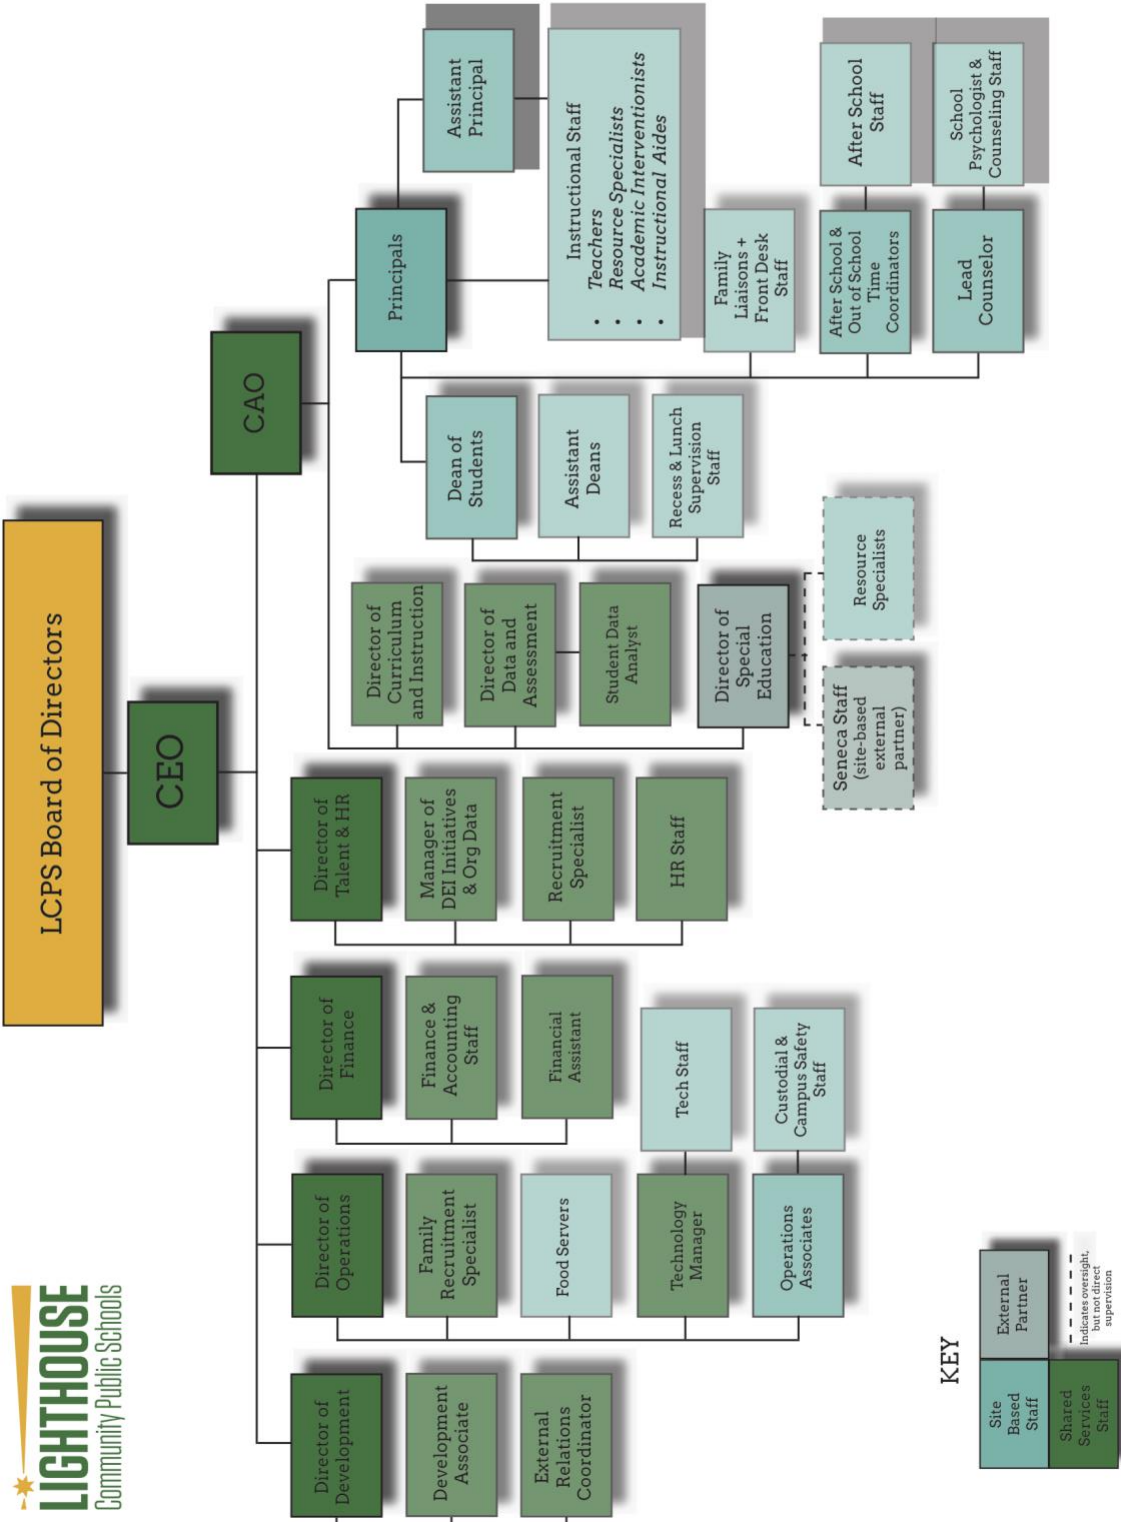 LIGHTHOUSE
Community Public Schools
LCPS Board of Directors
CEO
CAO
Director of
Development
Development
Associate
External
Relations
Coordinator
Director of
Operations
Family
Recruitment
Specialist
Food Servers
Technology
Manager
Tech Staff
Operations
Associates
Custodial &
Campus Safety
Staff
Director of
Finance
Finance &
Accounting
Staff
Financial
Assistant
Director of
Talent & HR
Manager of
DEI Initiatives
& Org Data
Recruitment
Specialist
HR Staff
Director of
Curriculum
and Instruction
Director of
Data and
Assessment
Student Data
Analyst
Director of
Special
Education
Seneca Staff
(site-based
external
partner)
Resource
Specialists
Principals
Dean of
Students
Assistant
Deans
Recess & Lunch
Supervision
Staff
Assistant
Principal
Instructional Staff
• Teachers
• Resource Specialists
• Academic Interventionists
• Instructional Aides
Family
Liaisons +
Front Desk
Staff
After School &
Out of School
Time
Coordinators
After School
Staff
Lead
Counselor
School
Psychologist &
Counseling Staff
KEY
Site
Based
Staff
External
Partner
Shared
Services
Staff
Indicates oversight,
but not direct
supervision